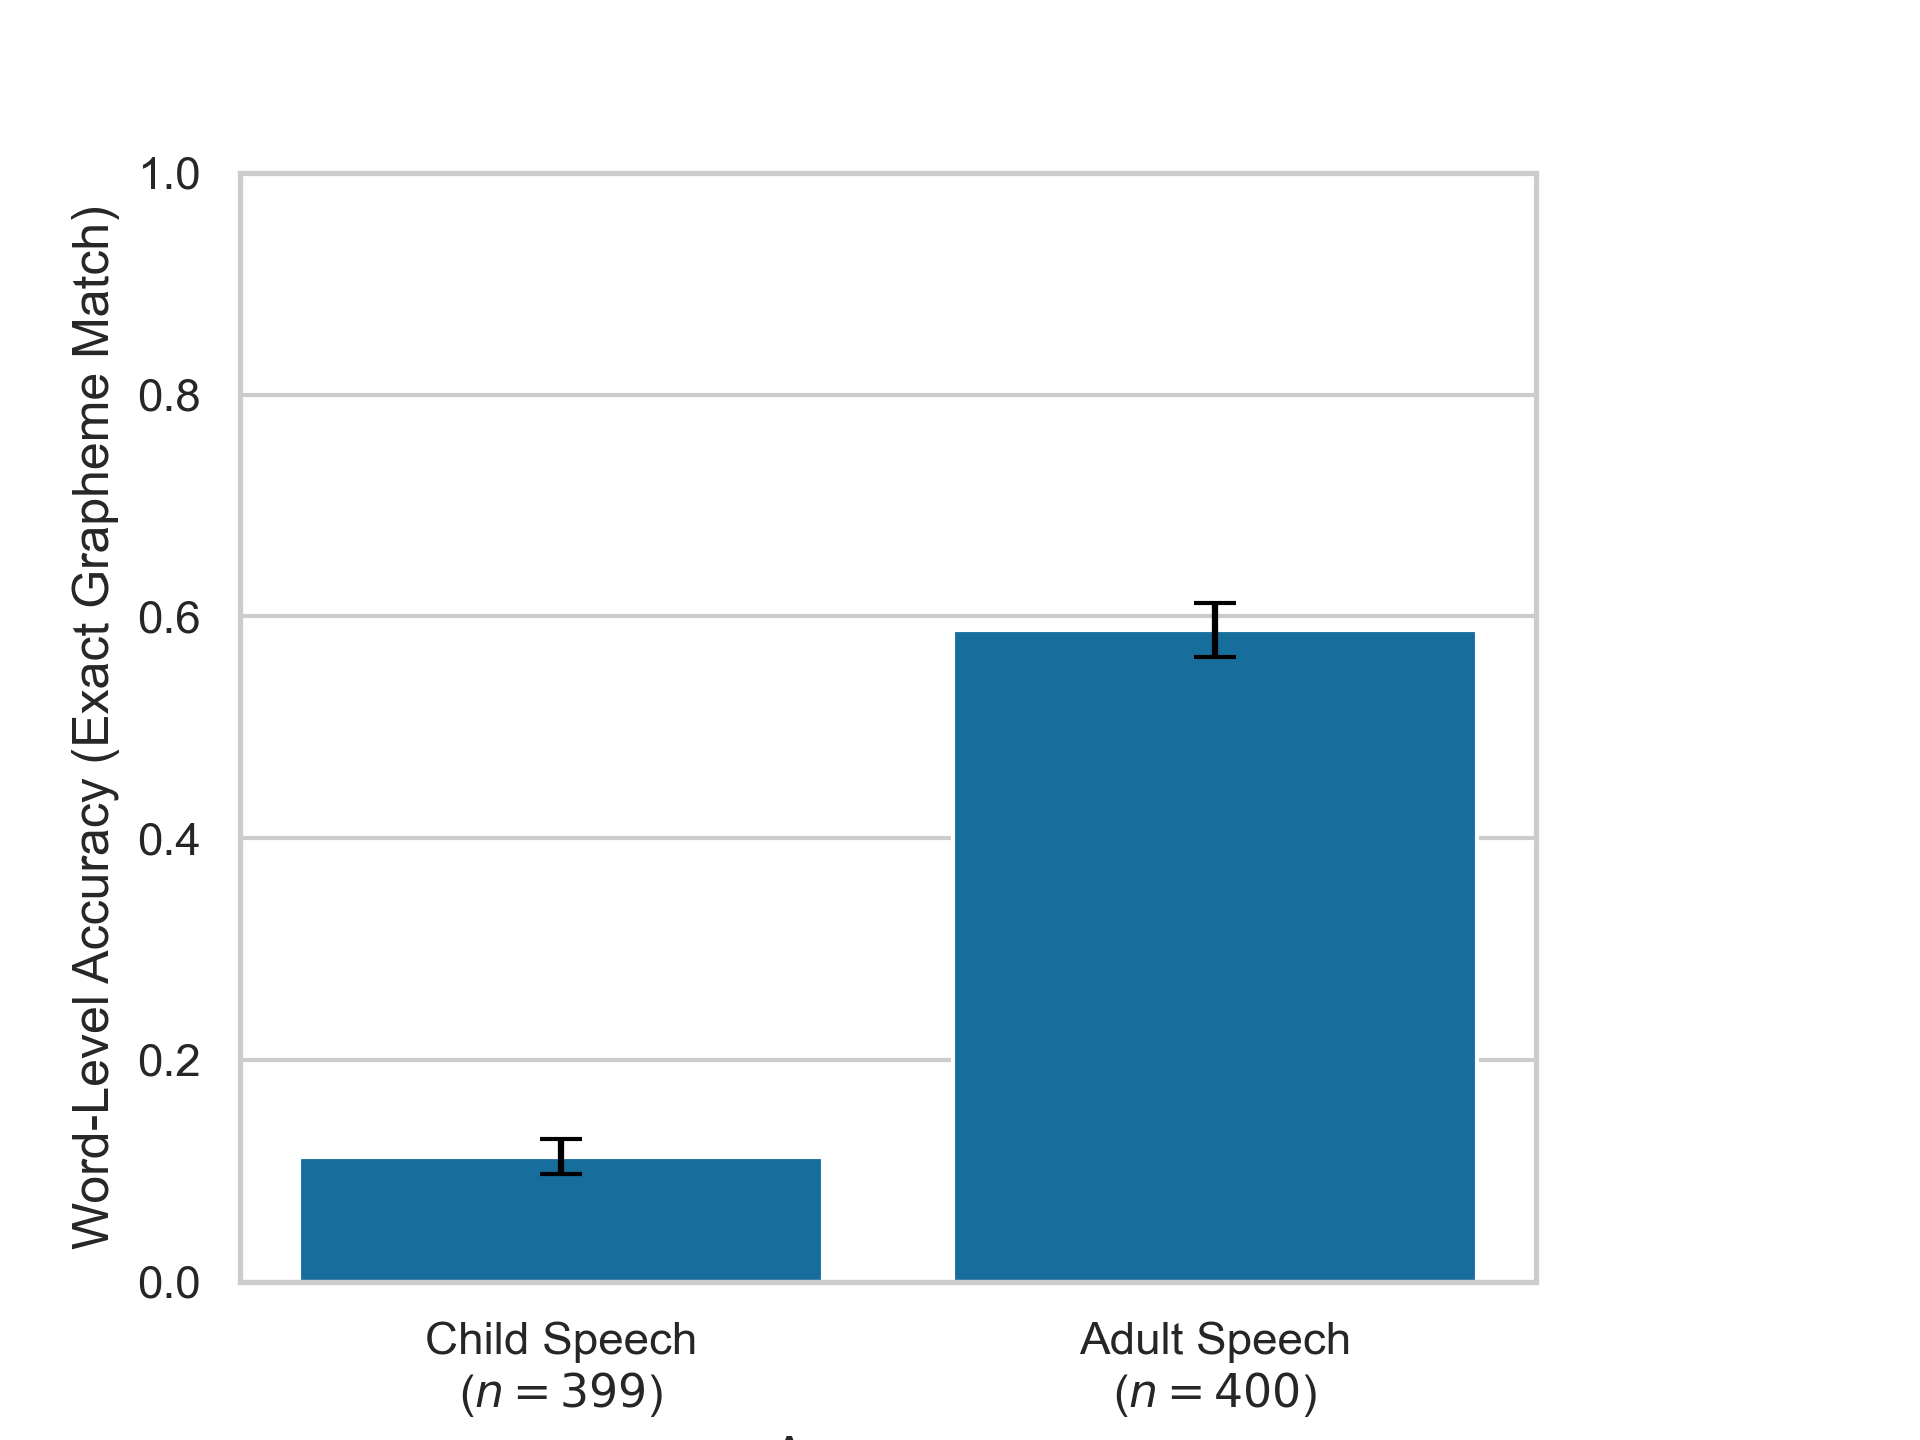 Word-Level Accuracy (Exact Grapheme Match)
1.0
0.8
0.6
0.4
0.2
0.0
Child Speech
(n = 399)
Adult Speech
(n = 400)